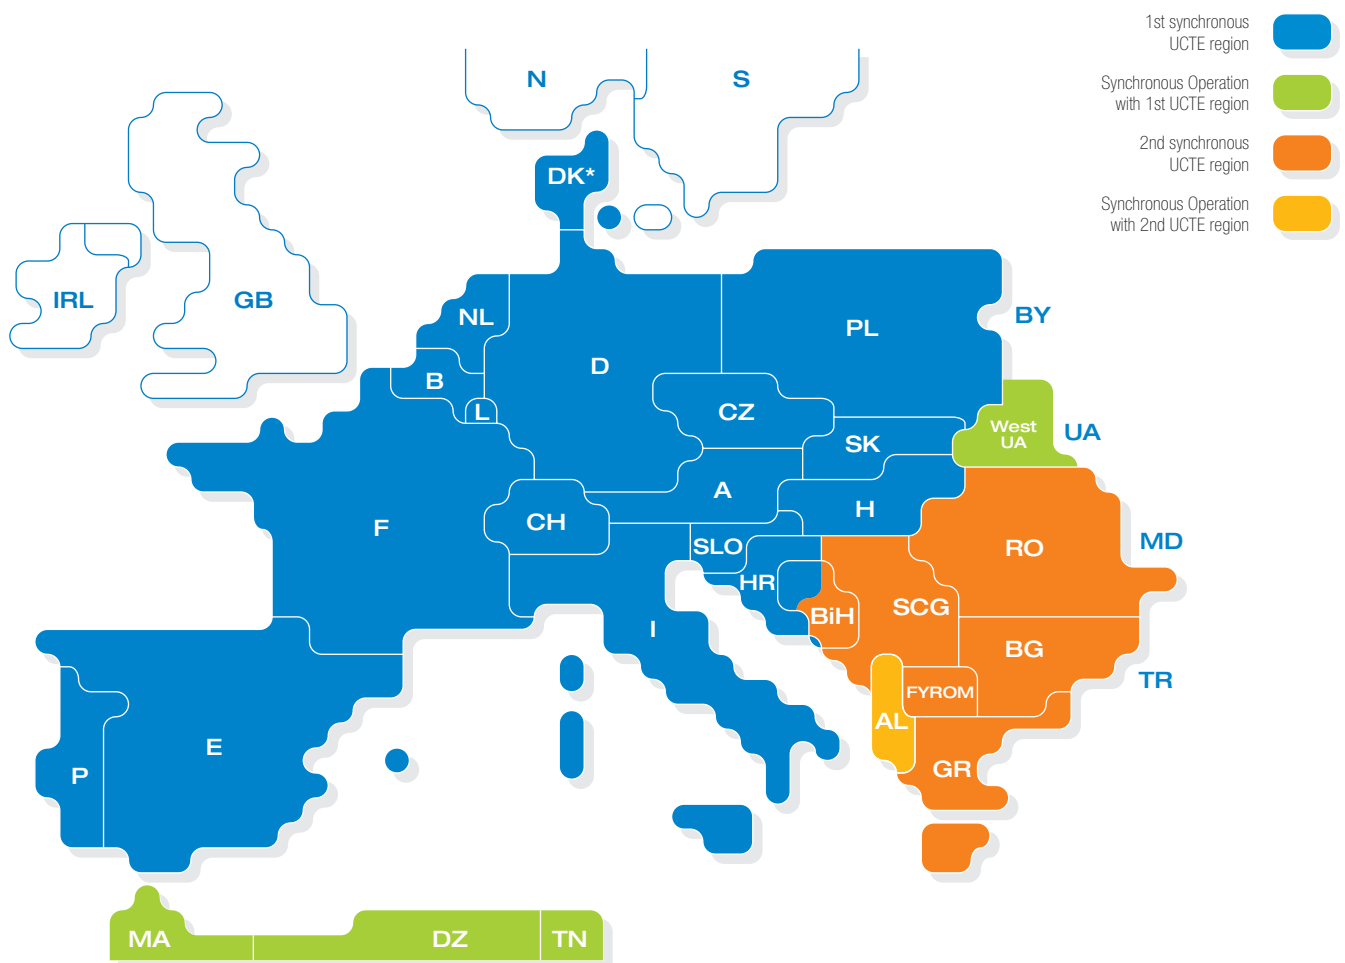 1st synchronous
UCTE region
Synchronous Operation
with 1st UCTE region
2nd synchronous
UCTE region
Synchronous Operation
with 2nd UCTE region
N
S
DK*
IRL
GB
NL
BY
PL
D
B
L
CZ
West
UA
UA
SK
A
H
CH
F
SLO
RO
MD
HR
SCG
BiH
I
BG
TR
FYROM
AL
E
P
GR
MA
DZ
TN